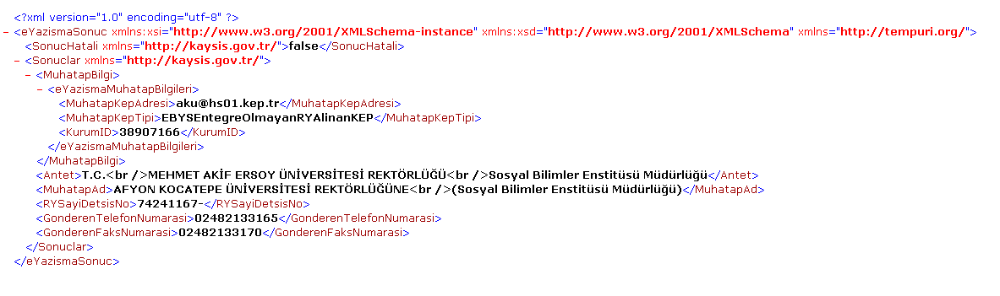 <?xml version="1.0" encoding="utf-8" ?>
- <eYazismaSonuc xmlns:xsi="http://www.w3.org/2001/XMLSchema-instance" xmlns:xsd="http://www.w3.org/2001/XMLSchema" xmlns="http://tempuri.org/">
<SonucHatali xmlns="http://kaysis.gov.tr/">false</SonucHatali>
- <Sonuclar xmlns="http://kaysis.gov.tr/">
- <MuhatapBilgi>
- <eYazismaMuhatapBilgileri>
<MuhatapKepAdresi>aku@hs01.kep.tr</MuhatapKepAdresi>
<MuhatapKepTipi>EBYSEntegreOlmayanRYAlinanKEP</MuhatapKepTipi>
<KurumID>38907166</KurumID>
</eYazismaMuhatapBilgileri>
</MuhatapBilgi>
<Antet>T.C.<br />MEHMET AKİF ERSOY ÜNİVERSİTESİ REKTÖRLÜĞÜ<br />Sosyal Bilimler Enstitüsü Müdürlüğü</Antet>
<MuhatapAd>AFYON KOCATEPE ÜNİVERSİTESİ REKTÖRLÜĞÜNE<br />(Sosyal Bilimler Enstitüsü Müdürlüğü)</MuhatapAd>
<RYSayiDetsisNo>74241167-</RYSayiDetsisNo>
<GonderenTelefonNumarasi>02482133165</GonderenTelefonNumarasi>
<GonderenFaksNumarasi>02482133170</GonderenFaksNumarasi>
</Sonuclar>
</eYazismaSonuc>